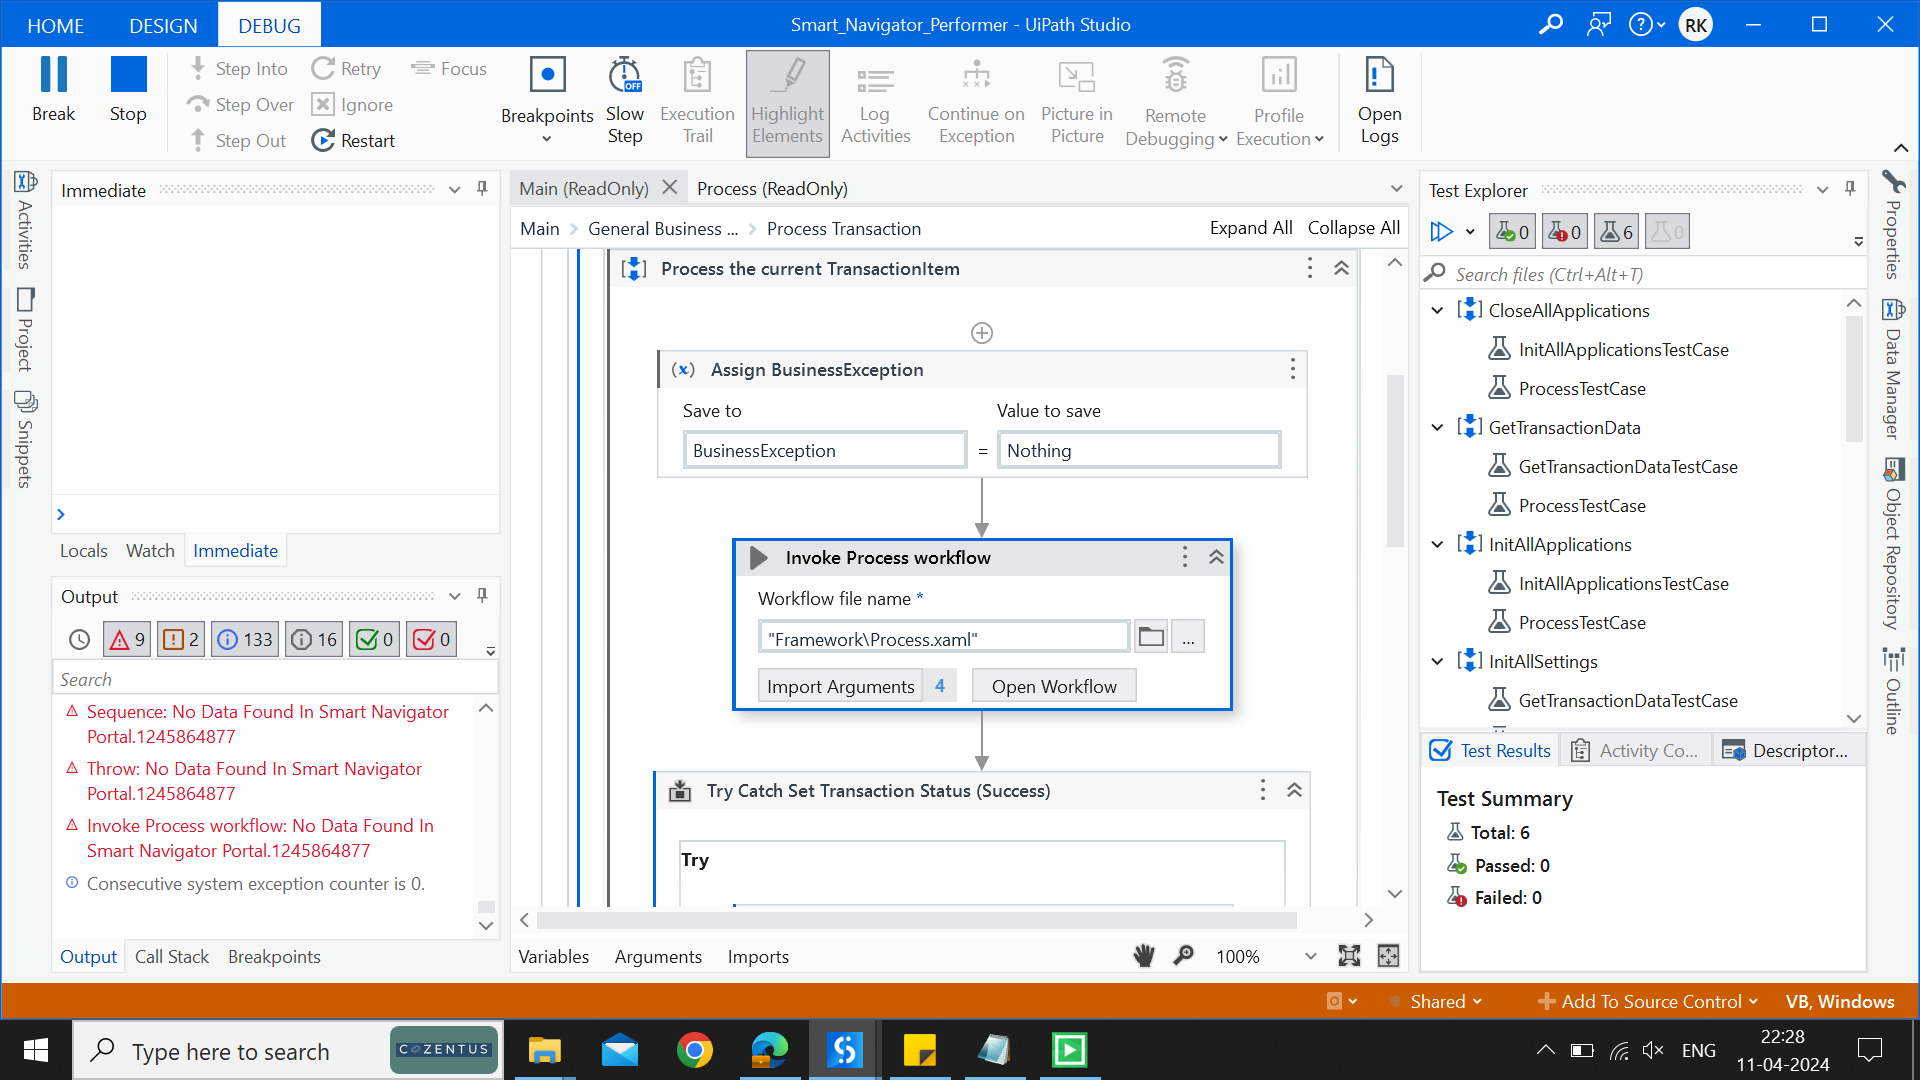 HOME
DESIGN
DEBUG
Smart_Navigator_Performer - UiPath Studio
RK
Break
Stop
Step Into
Step Over
Step Out
Retry
Ignore
Restart
Focus
Breakpoints
Slow
Step
OFF
Execution
Trail
Highlight
Elements
Log
Activities
Continue on
Exception
Picture in
Picture
Remote
Debugging
Profile
Execution
Open
Logs
Activities
Project
Snippets
Immediate
Locals
Watch
Immediate
Output
9
2
133
16
0
0
Search
Sequence: No Data Found In Smart Navigator
Portal.1245864877
Throw: No Data Found In Smart Navigator
Portal.1245864877
Invoke Process workflow: No Data Found In
Smart Navigator Portal.1245864877
Consecutive system exception counter is 0.
Output
Call Stack
Breakpoints
Main (ReadOnly)
Process (ReadOnly)
Main
General Business ...
Process Transaction
Expand All
Collapse All
Process the current TransactionItem
Assign BusinessException
Save to
Value to save
BusinessException
=
Nothing
Invoke Process workflow
Workflow file name *
"Framework\Process.xaml"
...
Import Arguments
4
Open Workflow
Try Catch Set Transaction Status (Success)
Try
Variables
Arguments
Imports
100%
Test Explorer
0
0
6
0
Search files (Ctrl+Alt+T)
CloseAllApplications
InitAllApplicationsTestCase
ProcessTestCase
GetTransactionData
GetTransactionDataTestCase
ProcessTestCase
InitAllApplications
InitAllApplicationsTestCase
ProcessTestCase
InitAllSettings
GetTransactionDataTestCase
Test Results
Activity Co...
Descriptor...
Test Summary
Total: 6
Passed: 0
Failed: 0
Properties
Data Manager
Object Repository
Outline
Shared
Add To Source Control
VB, Windows
Type here to search
COZENTUS
ENG
22:28
11-04-2024